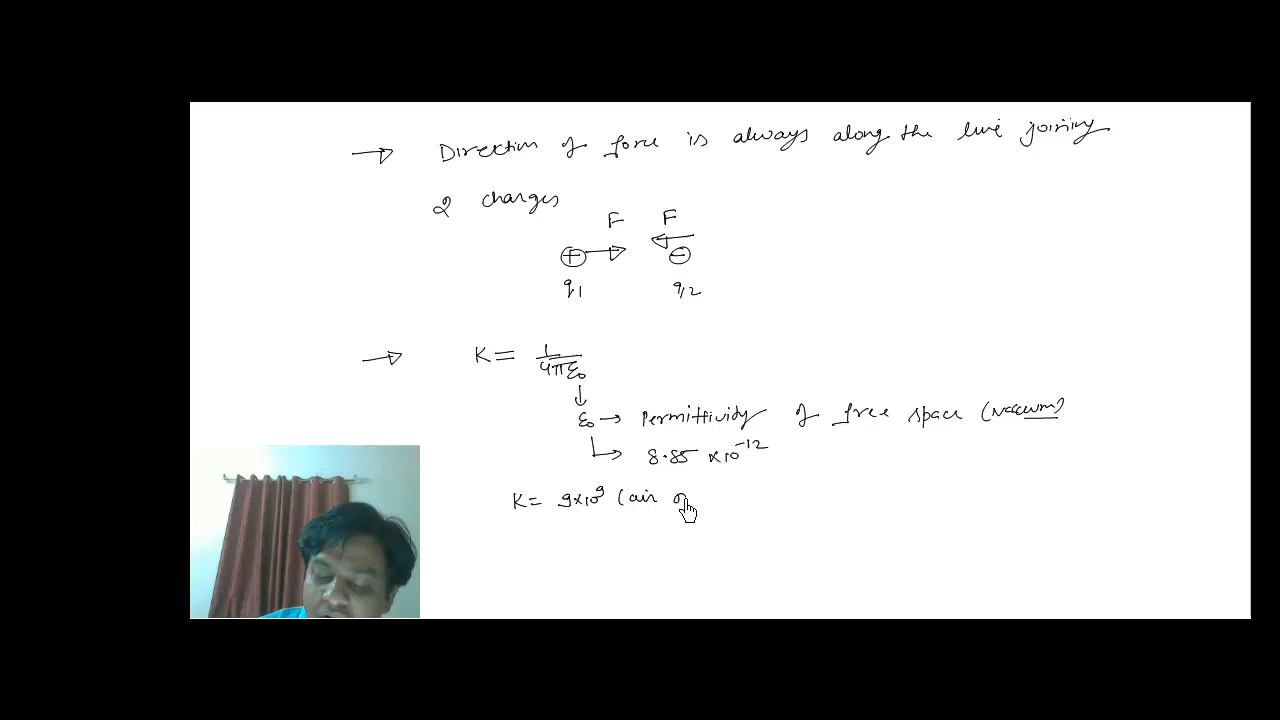 → Direction of force is always along the line joining
2 charges
F F
+ → ← −
q1 q2
→ K = 1/4πε0
↓
ε0 → Permittivity of free space (vaccum)
↳ 8.85 × 10^-12
K = 9×10^9 (air o